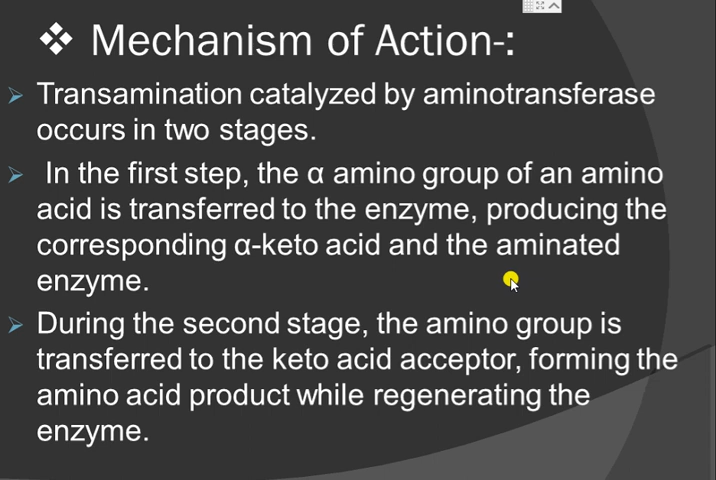 ❖ Mechanism of Action-:
➢ Transamination catalyzed by aminotransferase
occurs in two stages.
➢ In the first step, the α amino group of an amino
acid is transferred to the enzyme, producing the
corresponding α-keto acid and the aminated
enzyme.
➢ During the second stage, the amino group is
transferred to the keto acid acceptor, forming the
amino acid product while regenerating the
enzyme.